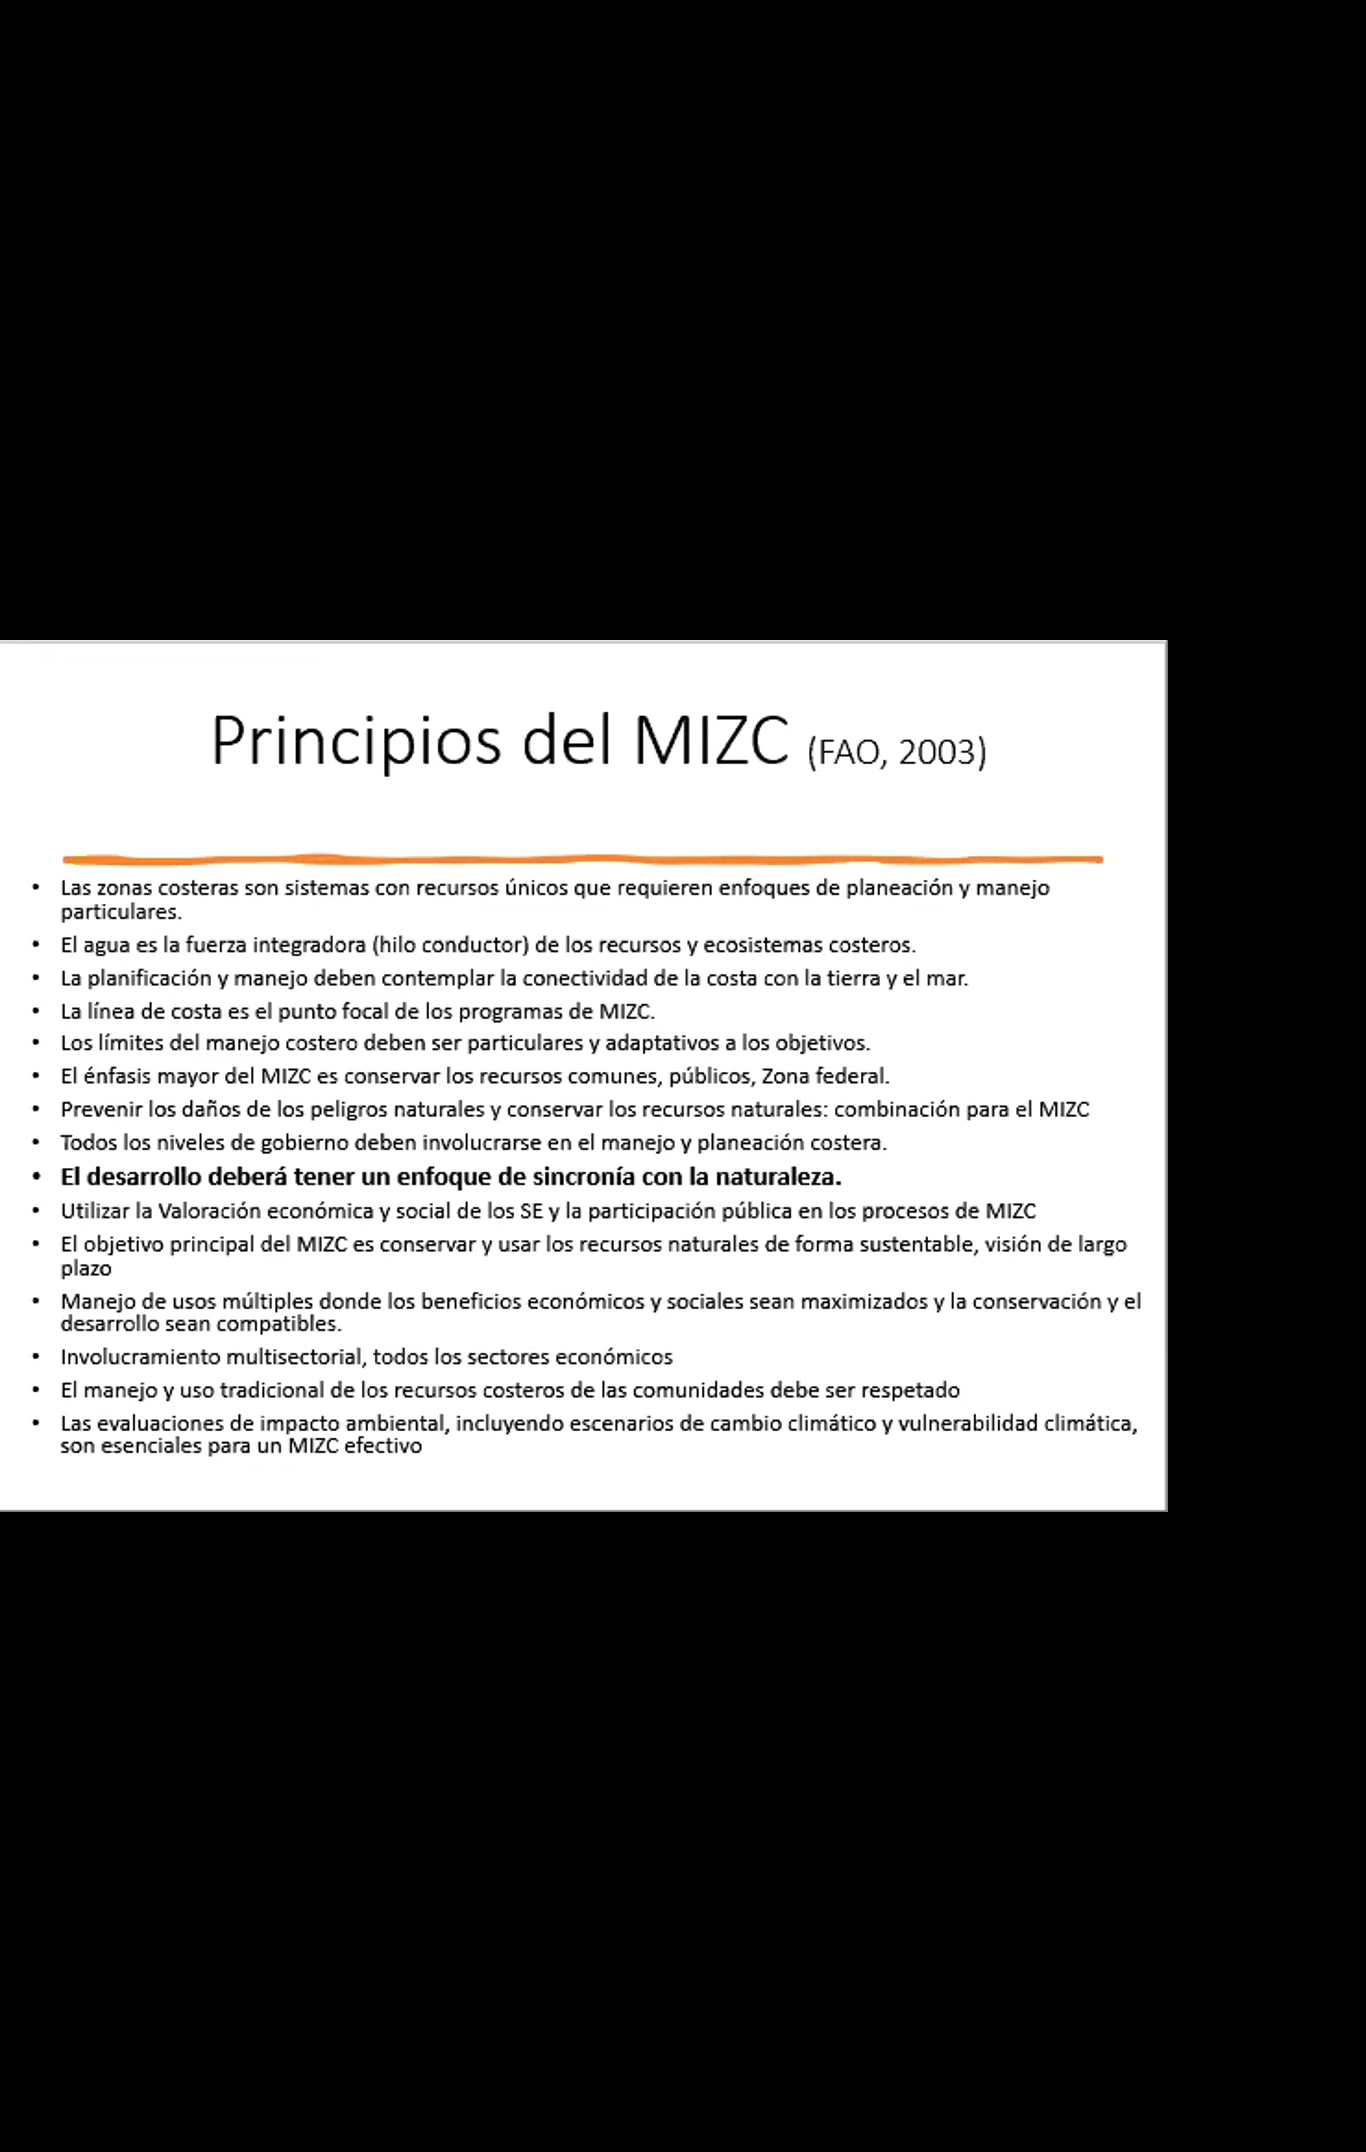 Principios del MIZC (FAO, 2003)
• Las zonas costeras son sistemas con recursos únicos que requieren enfoques de planeación y manejo
particulares.
• El agua es la fuerza integradora (hilo conductor) de los recursos y ecosistemas costeros.
• La planificación y manejo deben contemplar la conectividad de la costa con la tierra y el mar.
• La línea de costa es el punto focal de los programas de MIZC.
• Los límites del manejo costero deben ser particulares y adaptativos a los objetivos.
• El énfasis mayor del MIZC es conservar los recursos comunes, públicos, Zona federal.
• Prevenir los daños de los peligros naturales y conservar los recursos naturales: combinación para el MIZC
• Todos los niveles de gobierno deben involucrarse en el manejo y planeación costera.
• El desarrollo deberá tener un enfoque de sincronía con la naturaleza.
• Utilizar la Valoración económica y social de los SE y la participación pública en los procesos de MIZC
• El objetivo principal del MIZC es conservar y usar los recursos naturales de forma sustentable, visión de largo
plazo
• Manejo de usos múltiples donde los beneficios económicos y sociales sean maximizados y la conservación y el
desarrollo sean compatibles.
• Involucramiento multisectorial, todos los sectores económicos
• El manejo y uso tradicional de los recursos costeros de las comunidades debe ser respetado
• Las evaluaciones de impacto ambiental, incluyendo escenarios de cambio climático y vulnerabilidad climática,
son esenciales para un MIZC efectivo